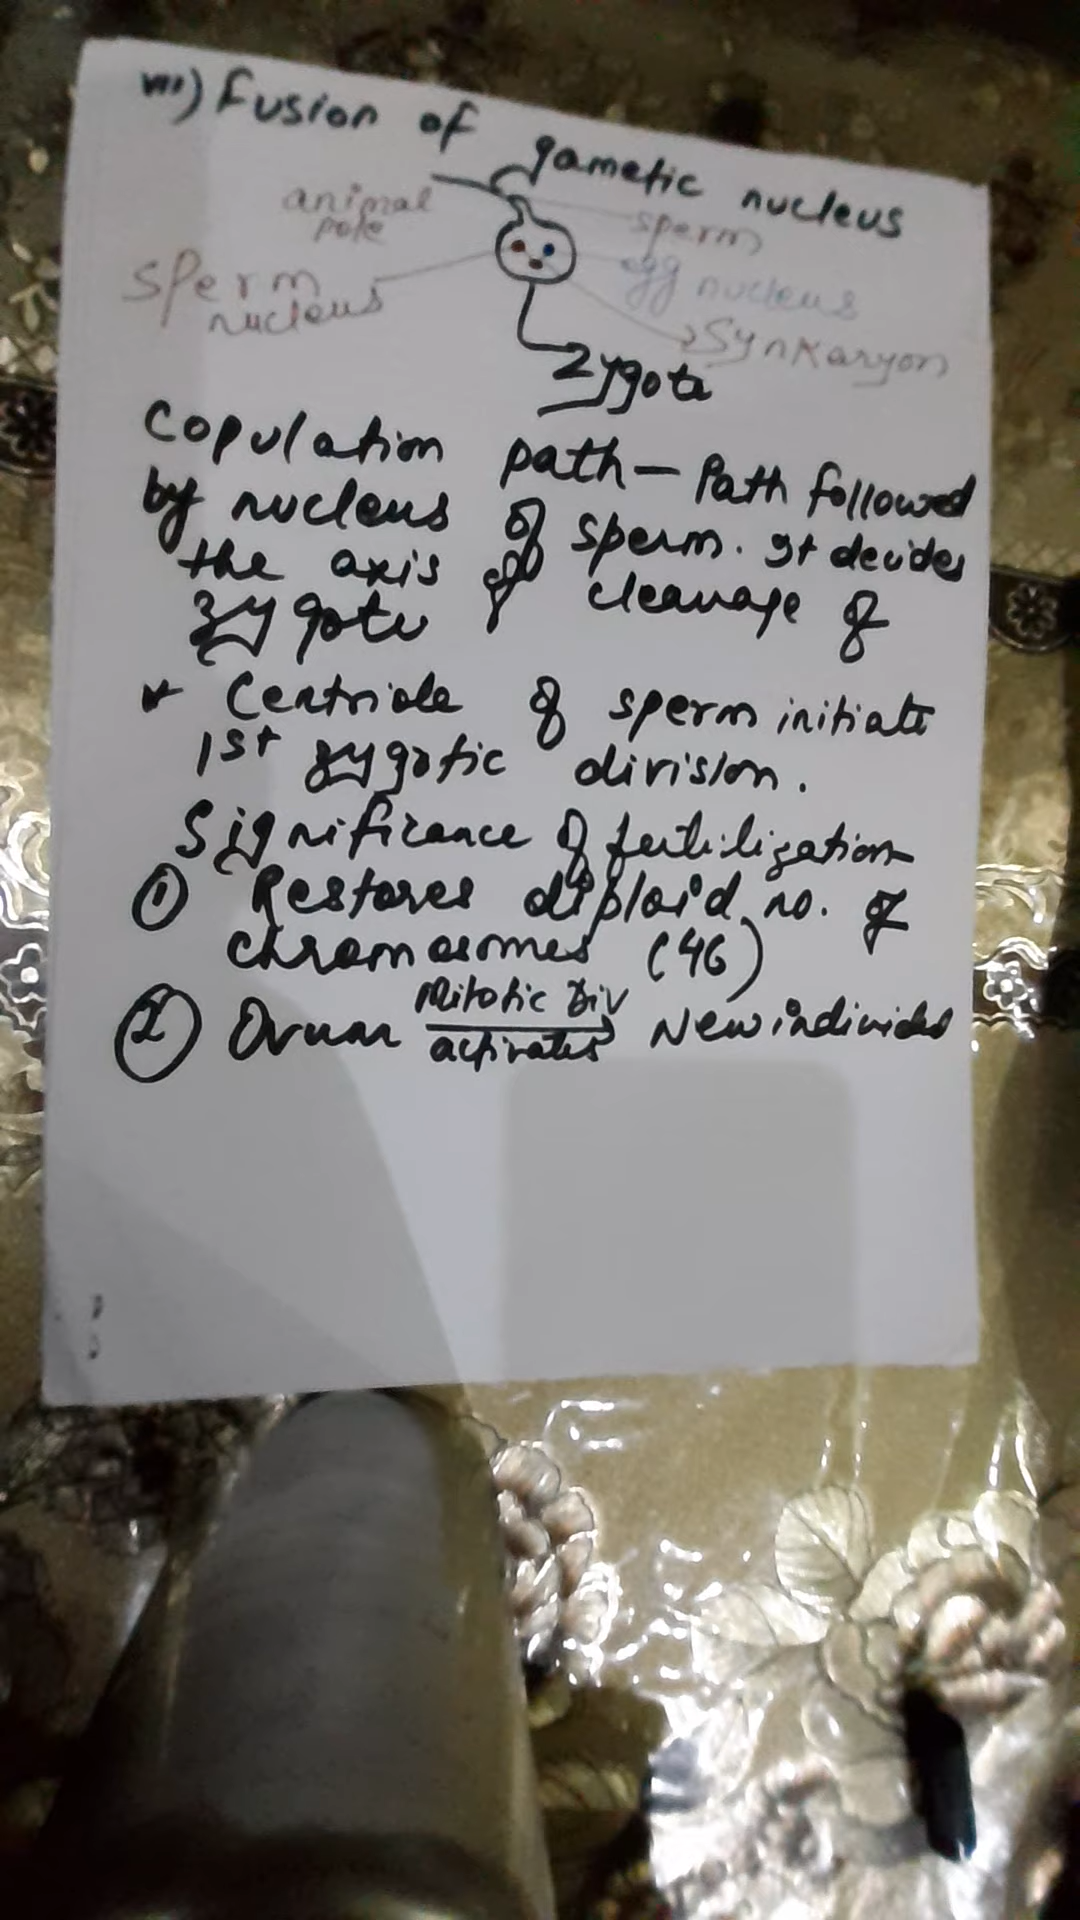 VII) Fusion of gametic nucleus
animal pole
sperm
Sperm nucleus
egg nucleus
Synkaryon
Zygote
Copulation path - Path followed
by nucleus of sperm. It decides
the axis of cleavage of
zygote
* Centriole of sperm initiate
1st zygotic division.
Significance of fertilization
① Restores diploid no. of
chromosomes (46)
② Ovum Mitotic Div activates → New individual